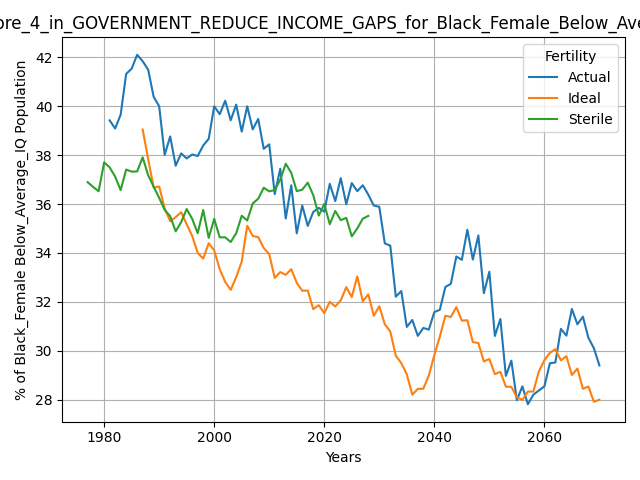 ore_4_in_GOVERNMENT_REDUCE_INCOME_GAPS_for_Black_Female_Below_Ave
Fertility
Actual
Ideal
Sterile
% of Black_Female Below_Average_IQ Population
42
40
38
36
34
32
30
28
1980
2000
2020
2040
2060
Years